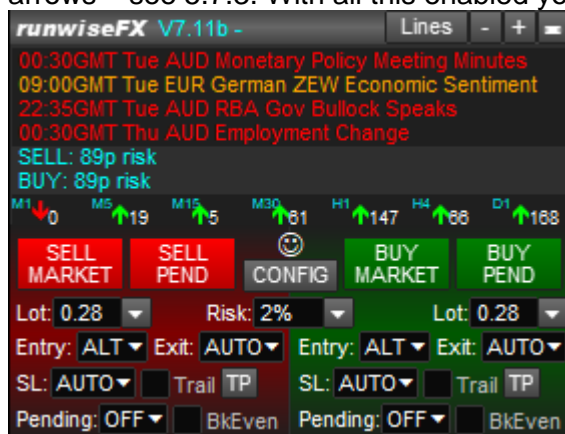 arrows – see 3.7.3. With all this enabled yo
runwiseFX V7.11b - Lines - +
00:30GMT Tue AUD Monetary Policy Meeting Minutes
09:00GMT Tue EUR German ZEW Economic Sentiment
22:35GMT Tue AUD RBA Gov Bullock Speaks
00:30GMT Thu AUD Employment Change
SELL: 89p risk
BUY: 89p risk
M1 0 M5 19 M15 5 M30 61 H1 147 H4 66 D1 168
SELL MARKET SELL PEND CONFIG BUY MARKET BUY PEND
Lot: 0.28 Risk: 2% Lot: 0.28
Entry: ALT Exit: AUTO Entry: ALT Exit: AUTO
SL: AUTO Trail TP SL: AUTO Trail TP
Pending: OFF BkEven Pending: OFF BkEven